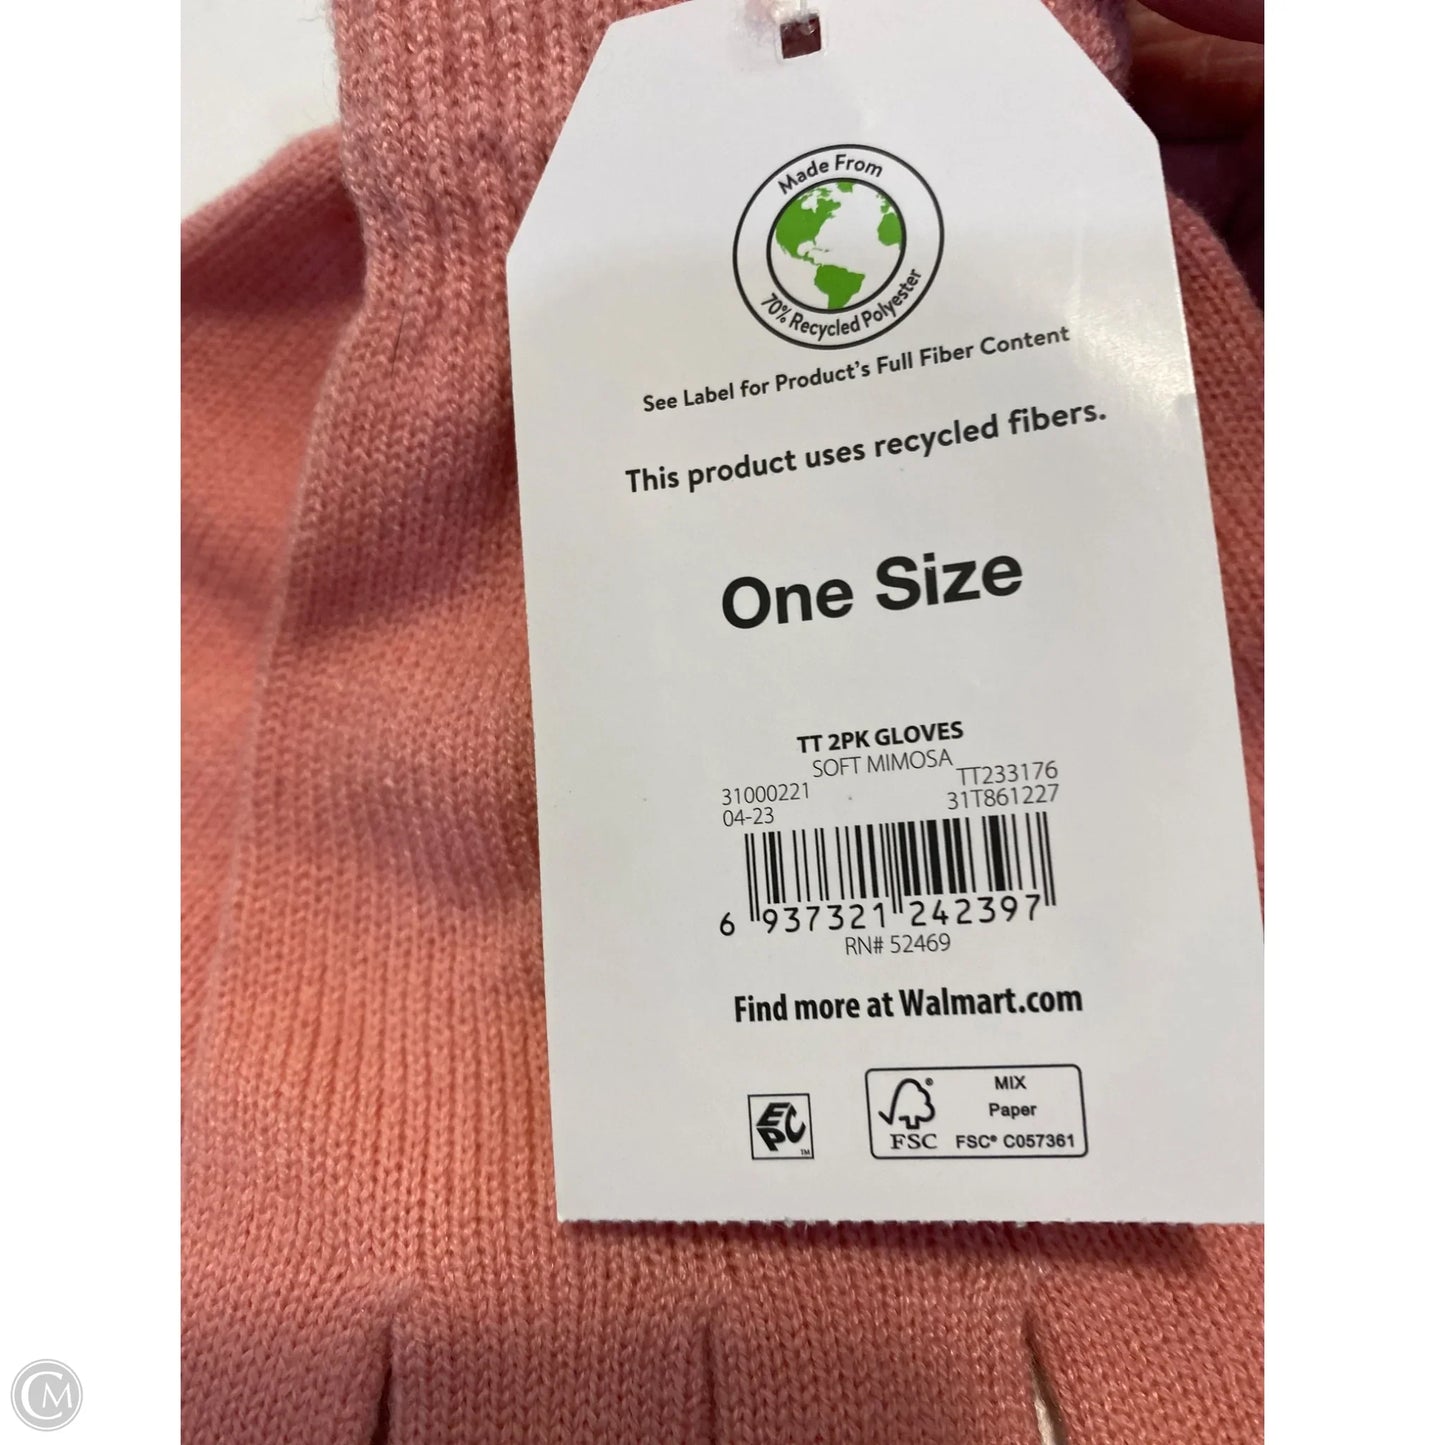 Made From
70% Recycled Polyester
See Label for Product's Full Fiber Content
This product uses recycled fibers.
One Size
TT 2PK GLOVES
SOFT MIMOSA
31000221 TT233176
04-23 31T861227
6 937321 242397
RN# 52469
Find more at Walmart.com
EPC TM
FSC
MIX
Paper
FSC® C057361
CM